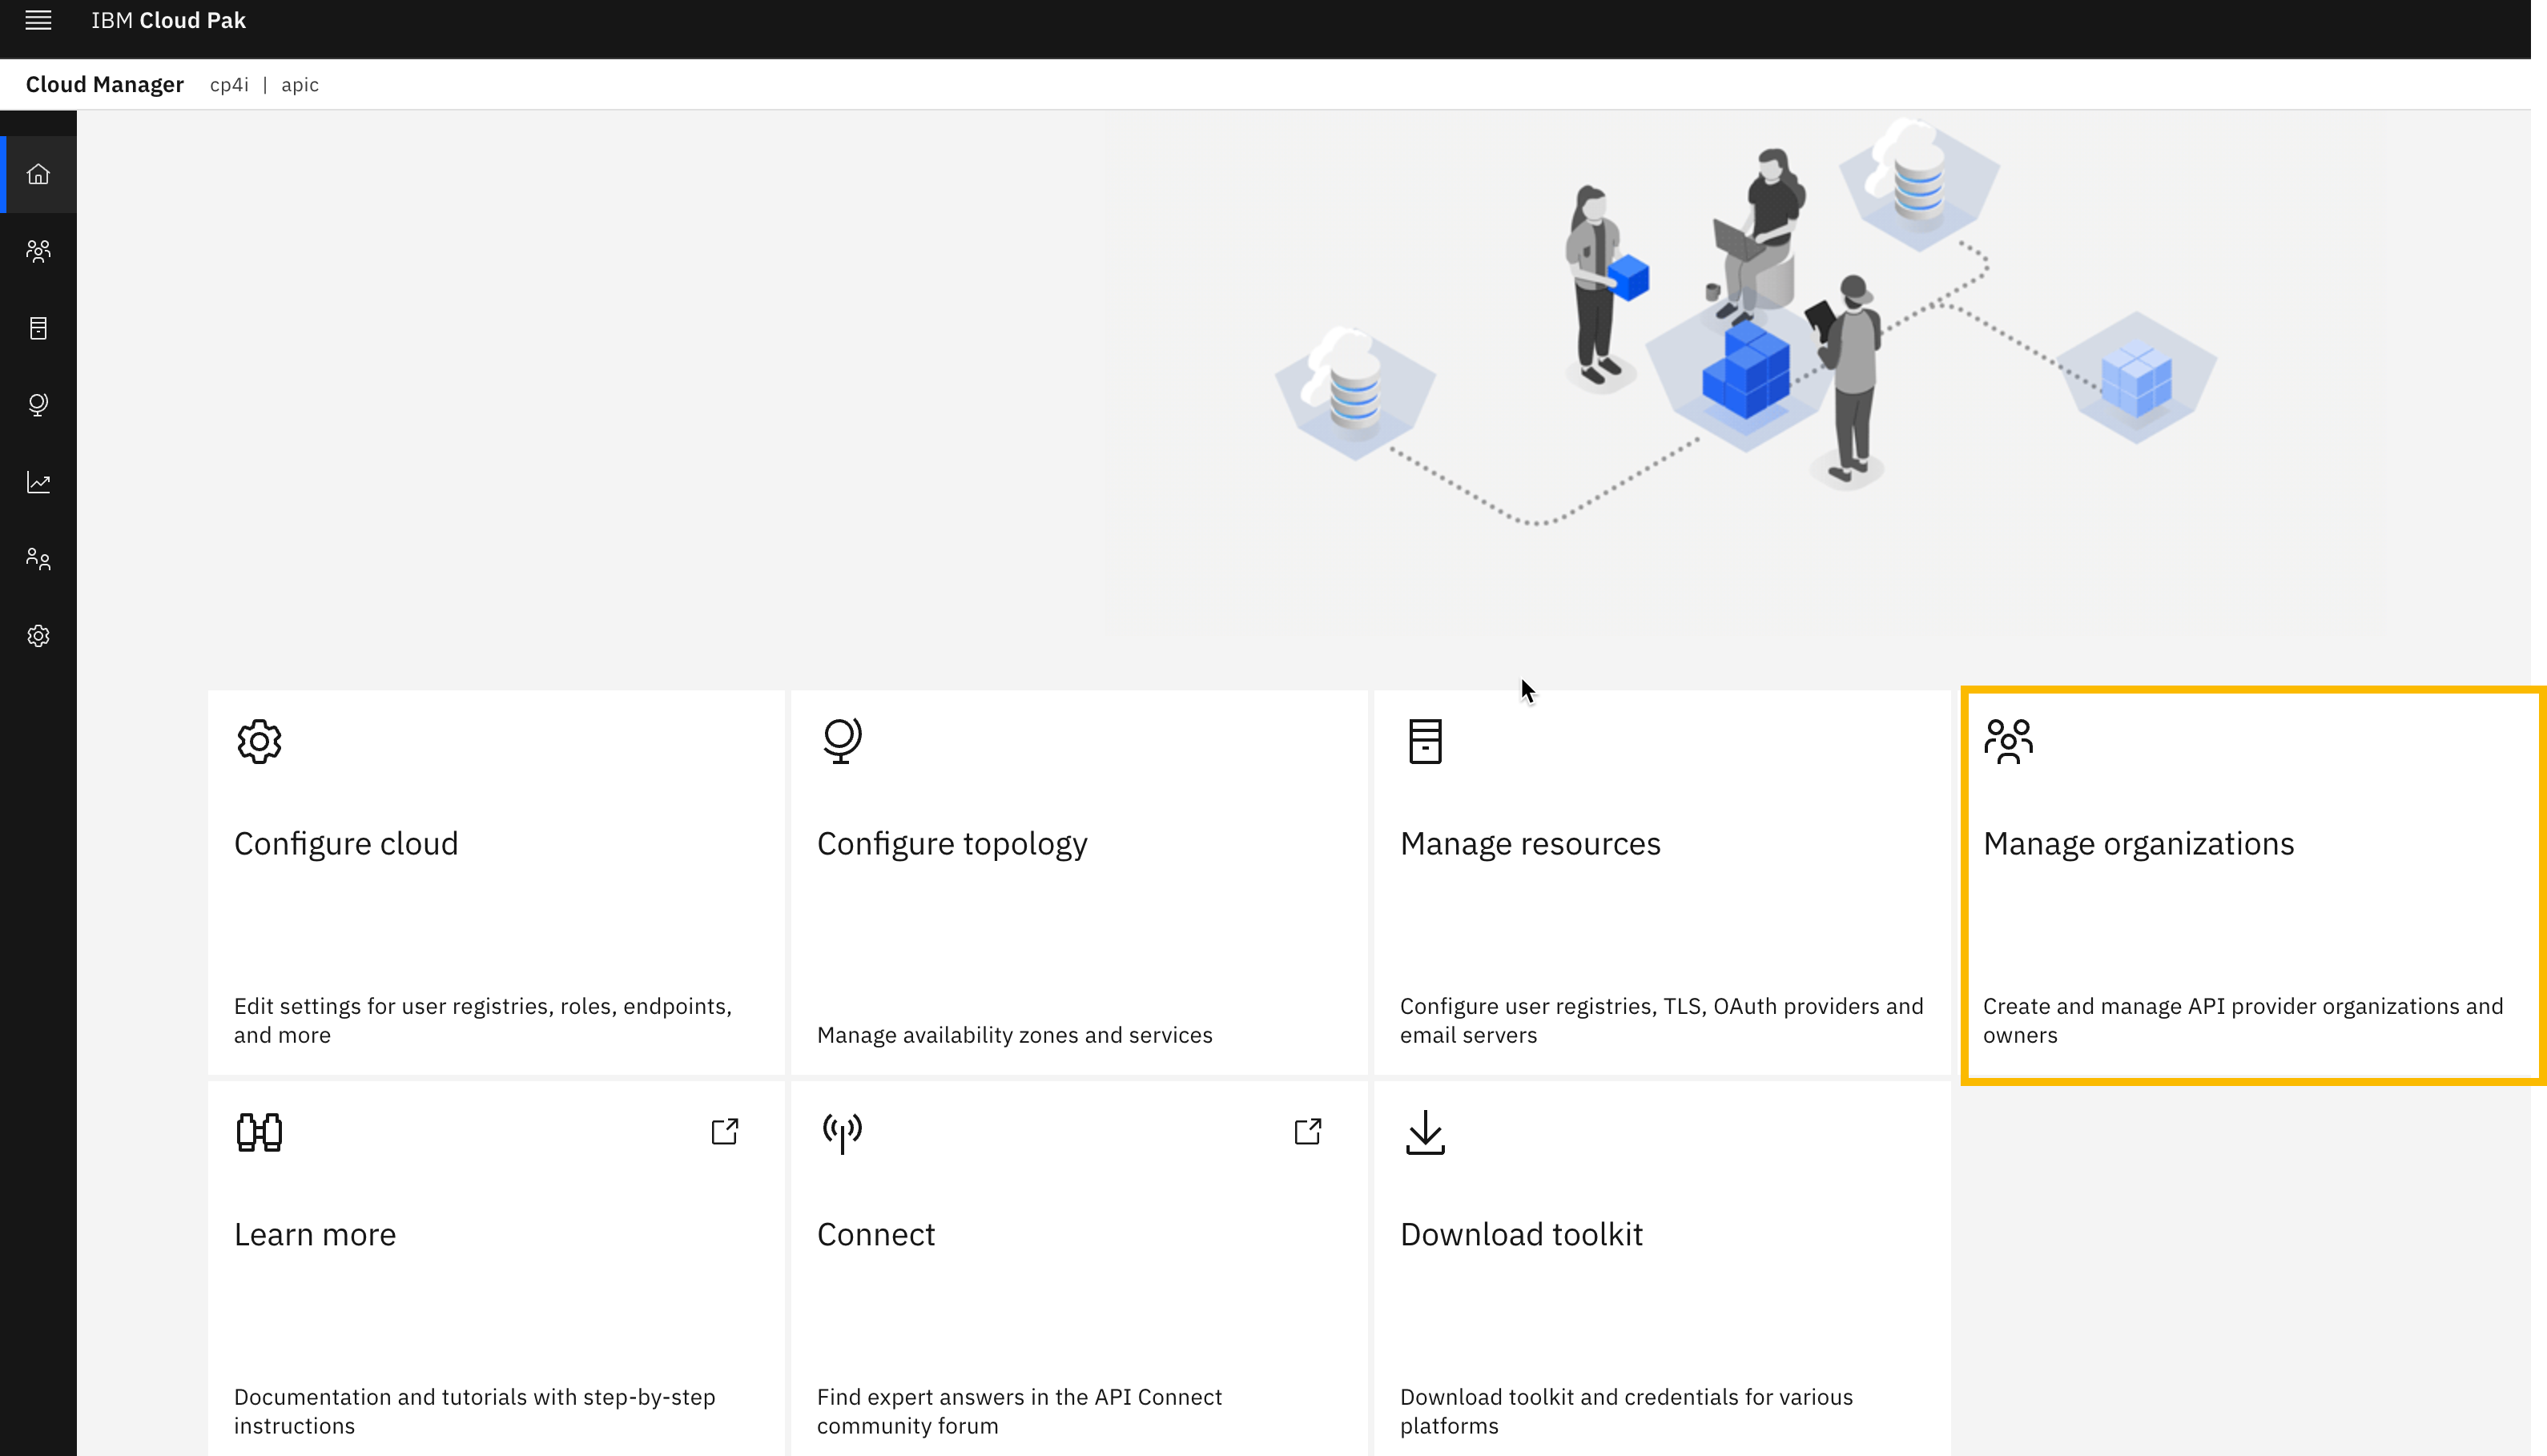 IBM Cloud Pak
Cloud Manager cp4i | apic
Configure cloud
Edit settings for user registries, roles, endpoints,
and more
Configure topology
Manage availability zones and services
Manage resources
Configure user registries, TLS, OAuth providers and
email servers
Manage organizations
Create and manage API provider organizations and
owners
Learn more
Documentation and tutorials with step-by-step
instructions
Connect
Find expert answers in the API Connect
community forum
Download toolkit
Download toolkit and credentials for various
platforms